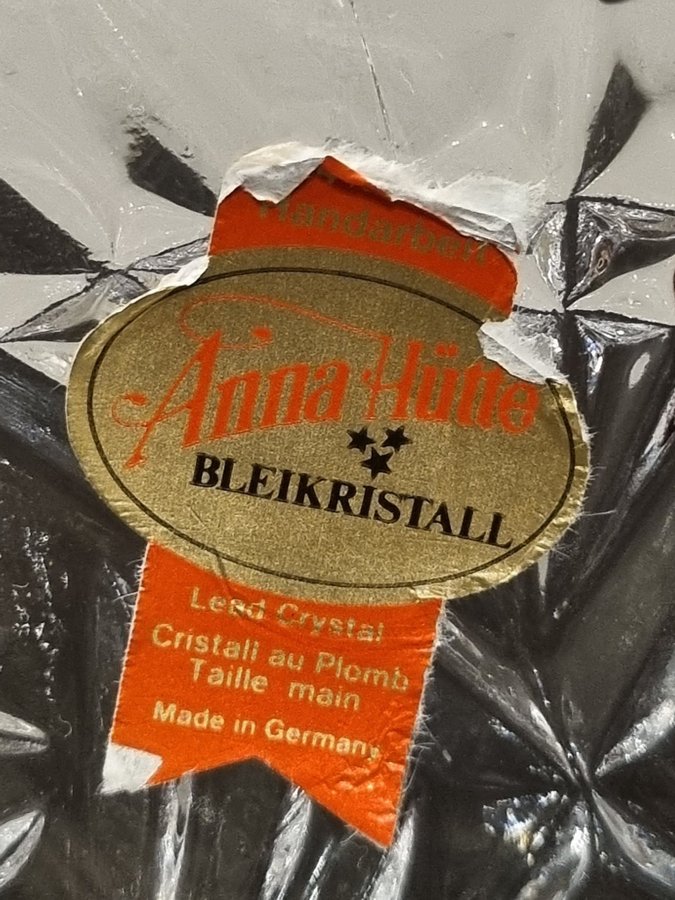 Handarbeit
Anna Hütte
BLEIKRISTALL
Lead Crystal
Cristall au Plomb
Taille main
Made in Germany